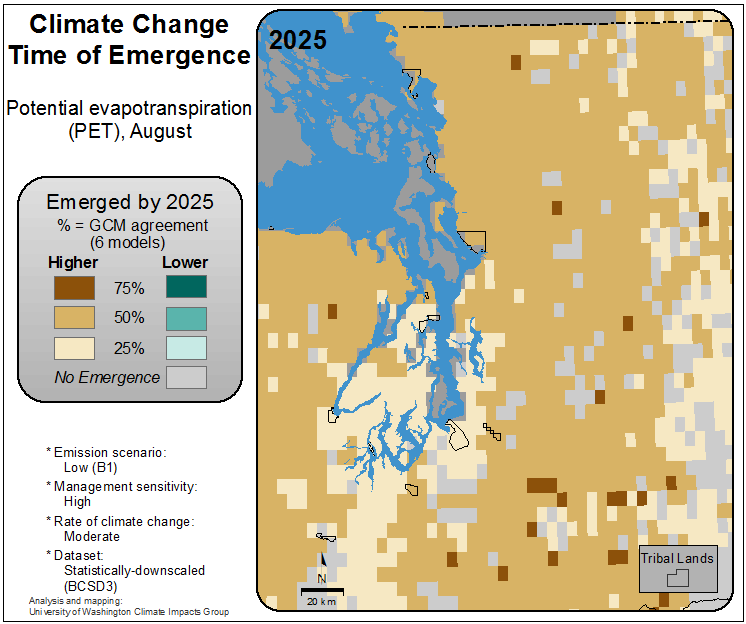 Climate Change
Time of Emergence
Potential evapotranspiration
(PET), August
Emerged by 2025
% = GCM agreement
(6 models)
Higher Lower
75%
50%
25%
No Emergence
* Emission scenario:
Low (B1)
* Management sensitivity:
High
* Rate of climate change:
Moderate
* Dataset:
Statistically-downscaled
(BCSD3)
Analysis and mapping:
University of Washington Climate Impacts Group
2025
N
20 km
Tribal Lands